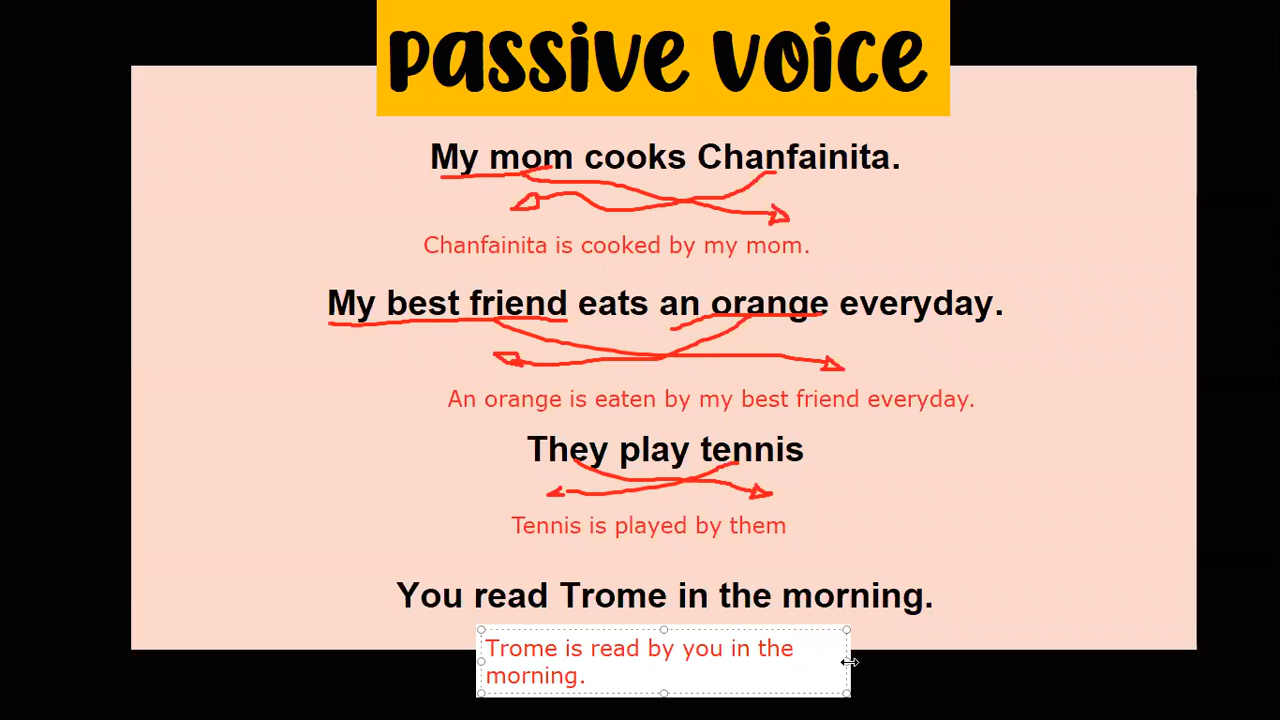 passive voice
My mom cooks Chanfainita.
Chanfainita is cooked by my mom.
My best friend eats an orange everyday.
An orange is eaten by my best friend everyday.
They play tennis
Tennis is played by them
You read Trome in the morning.
Trome is read by you in the
morning.